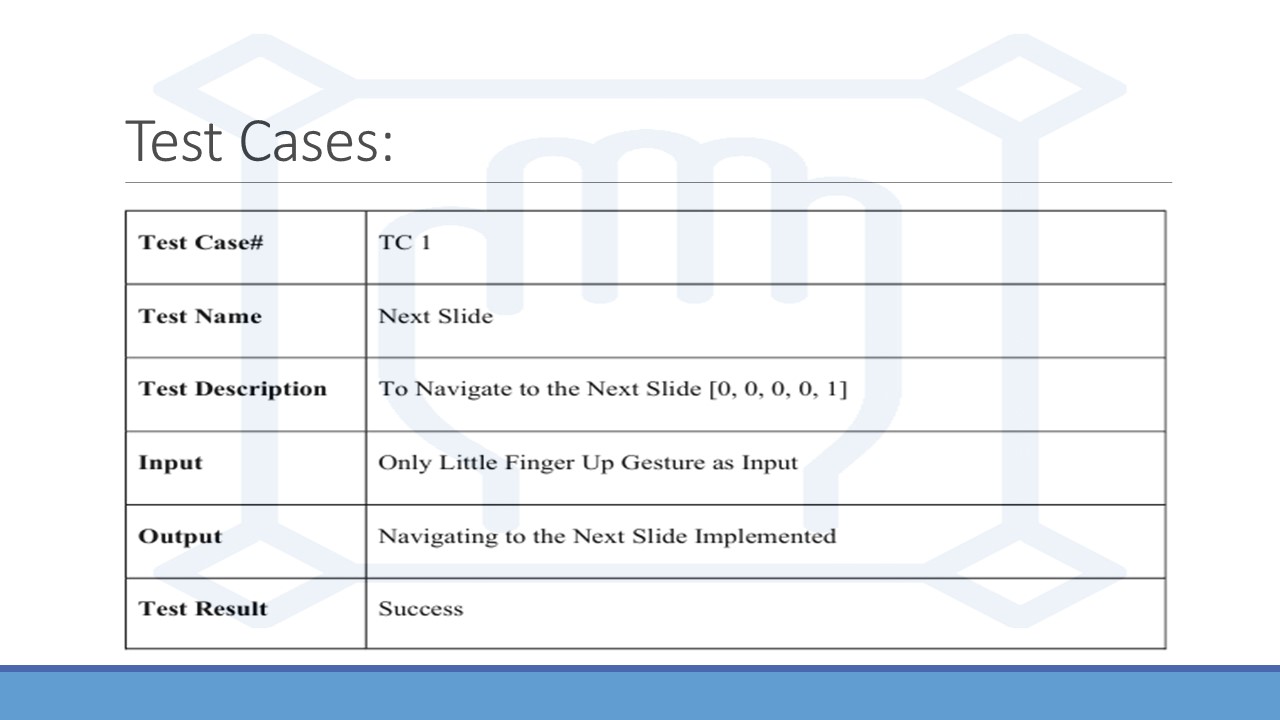 Test Cases:
Test Case# TC 1
Test Name Next Slide
Test Description To Navigate to the Next Slide [0, 0, 0, 0, 1]
Input Only Little Finger Up Gesture as Input
Output Navigating to the Next Slide Implemented
Test Result Success